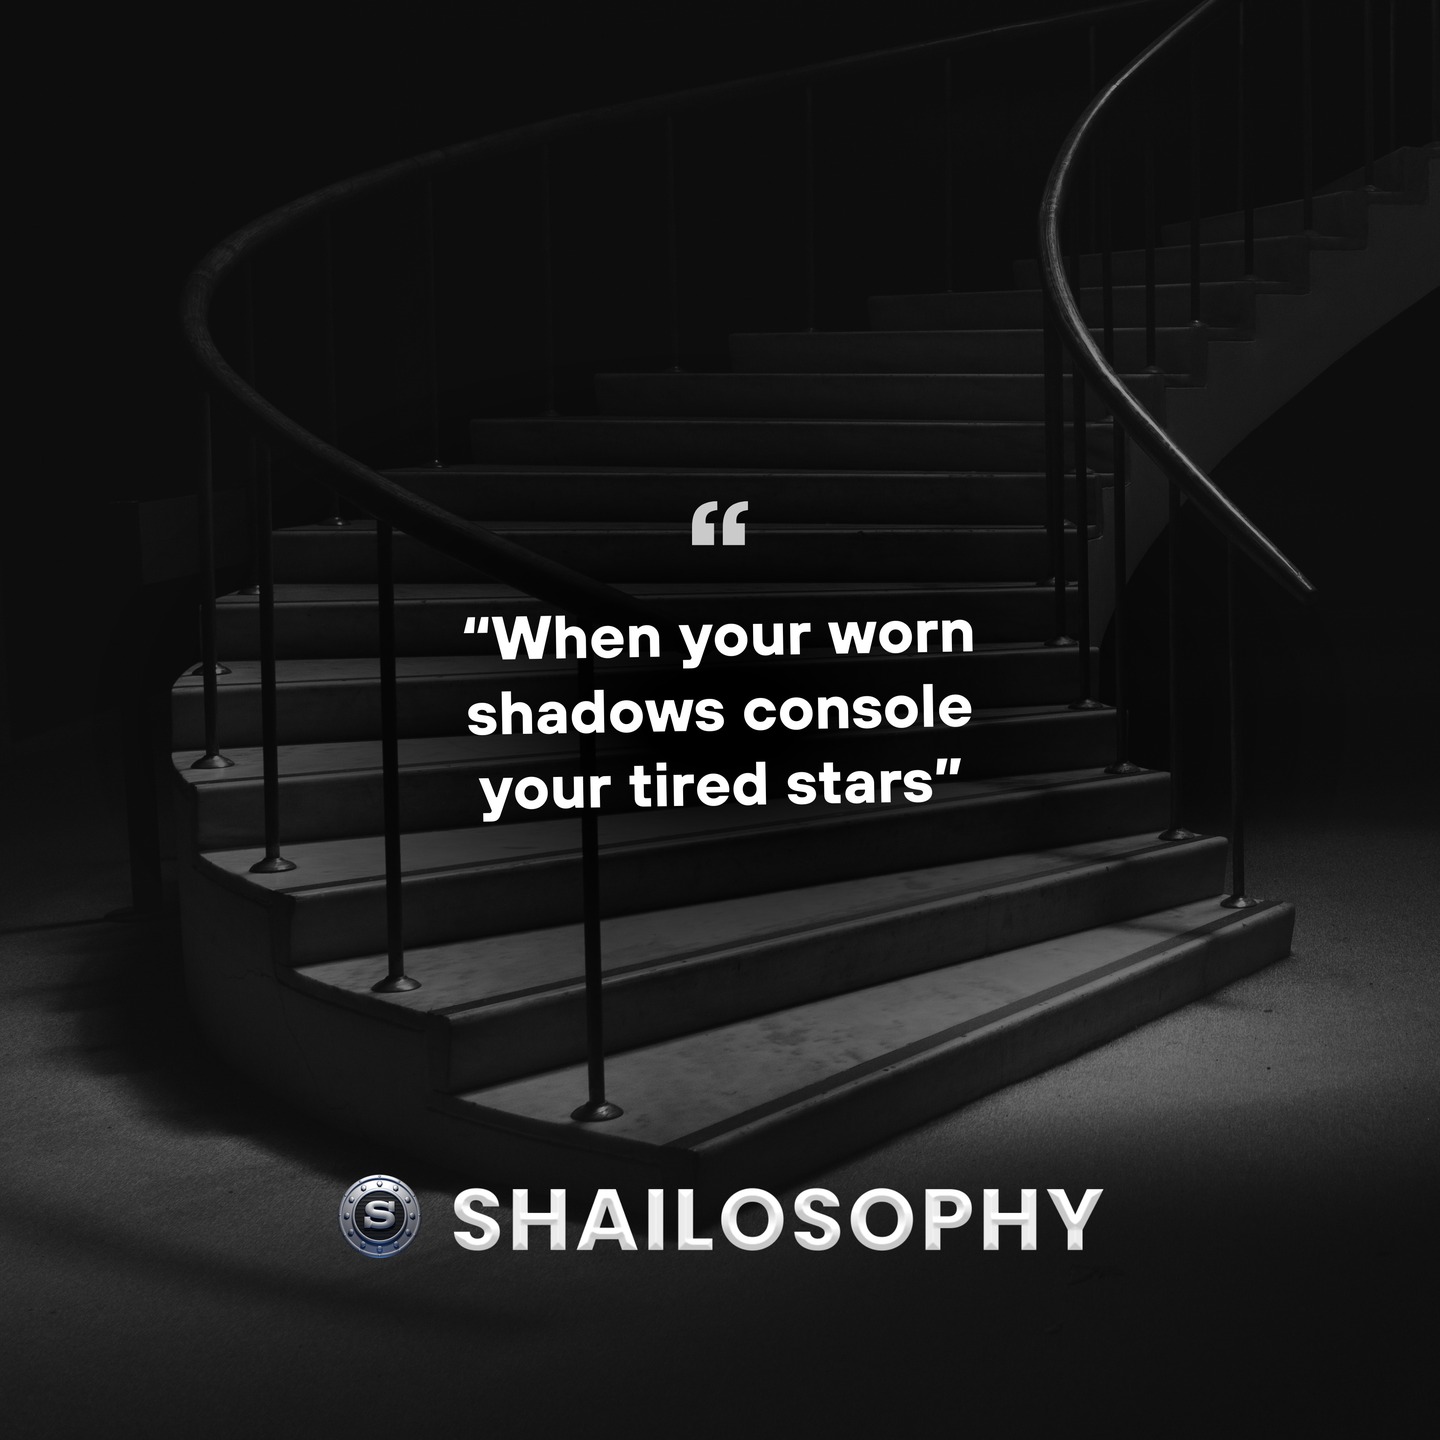 “
“When your worn
shadows console
your tired stars”
S SHAILOSOPHY